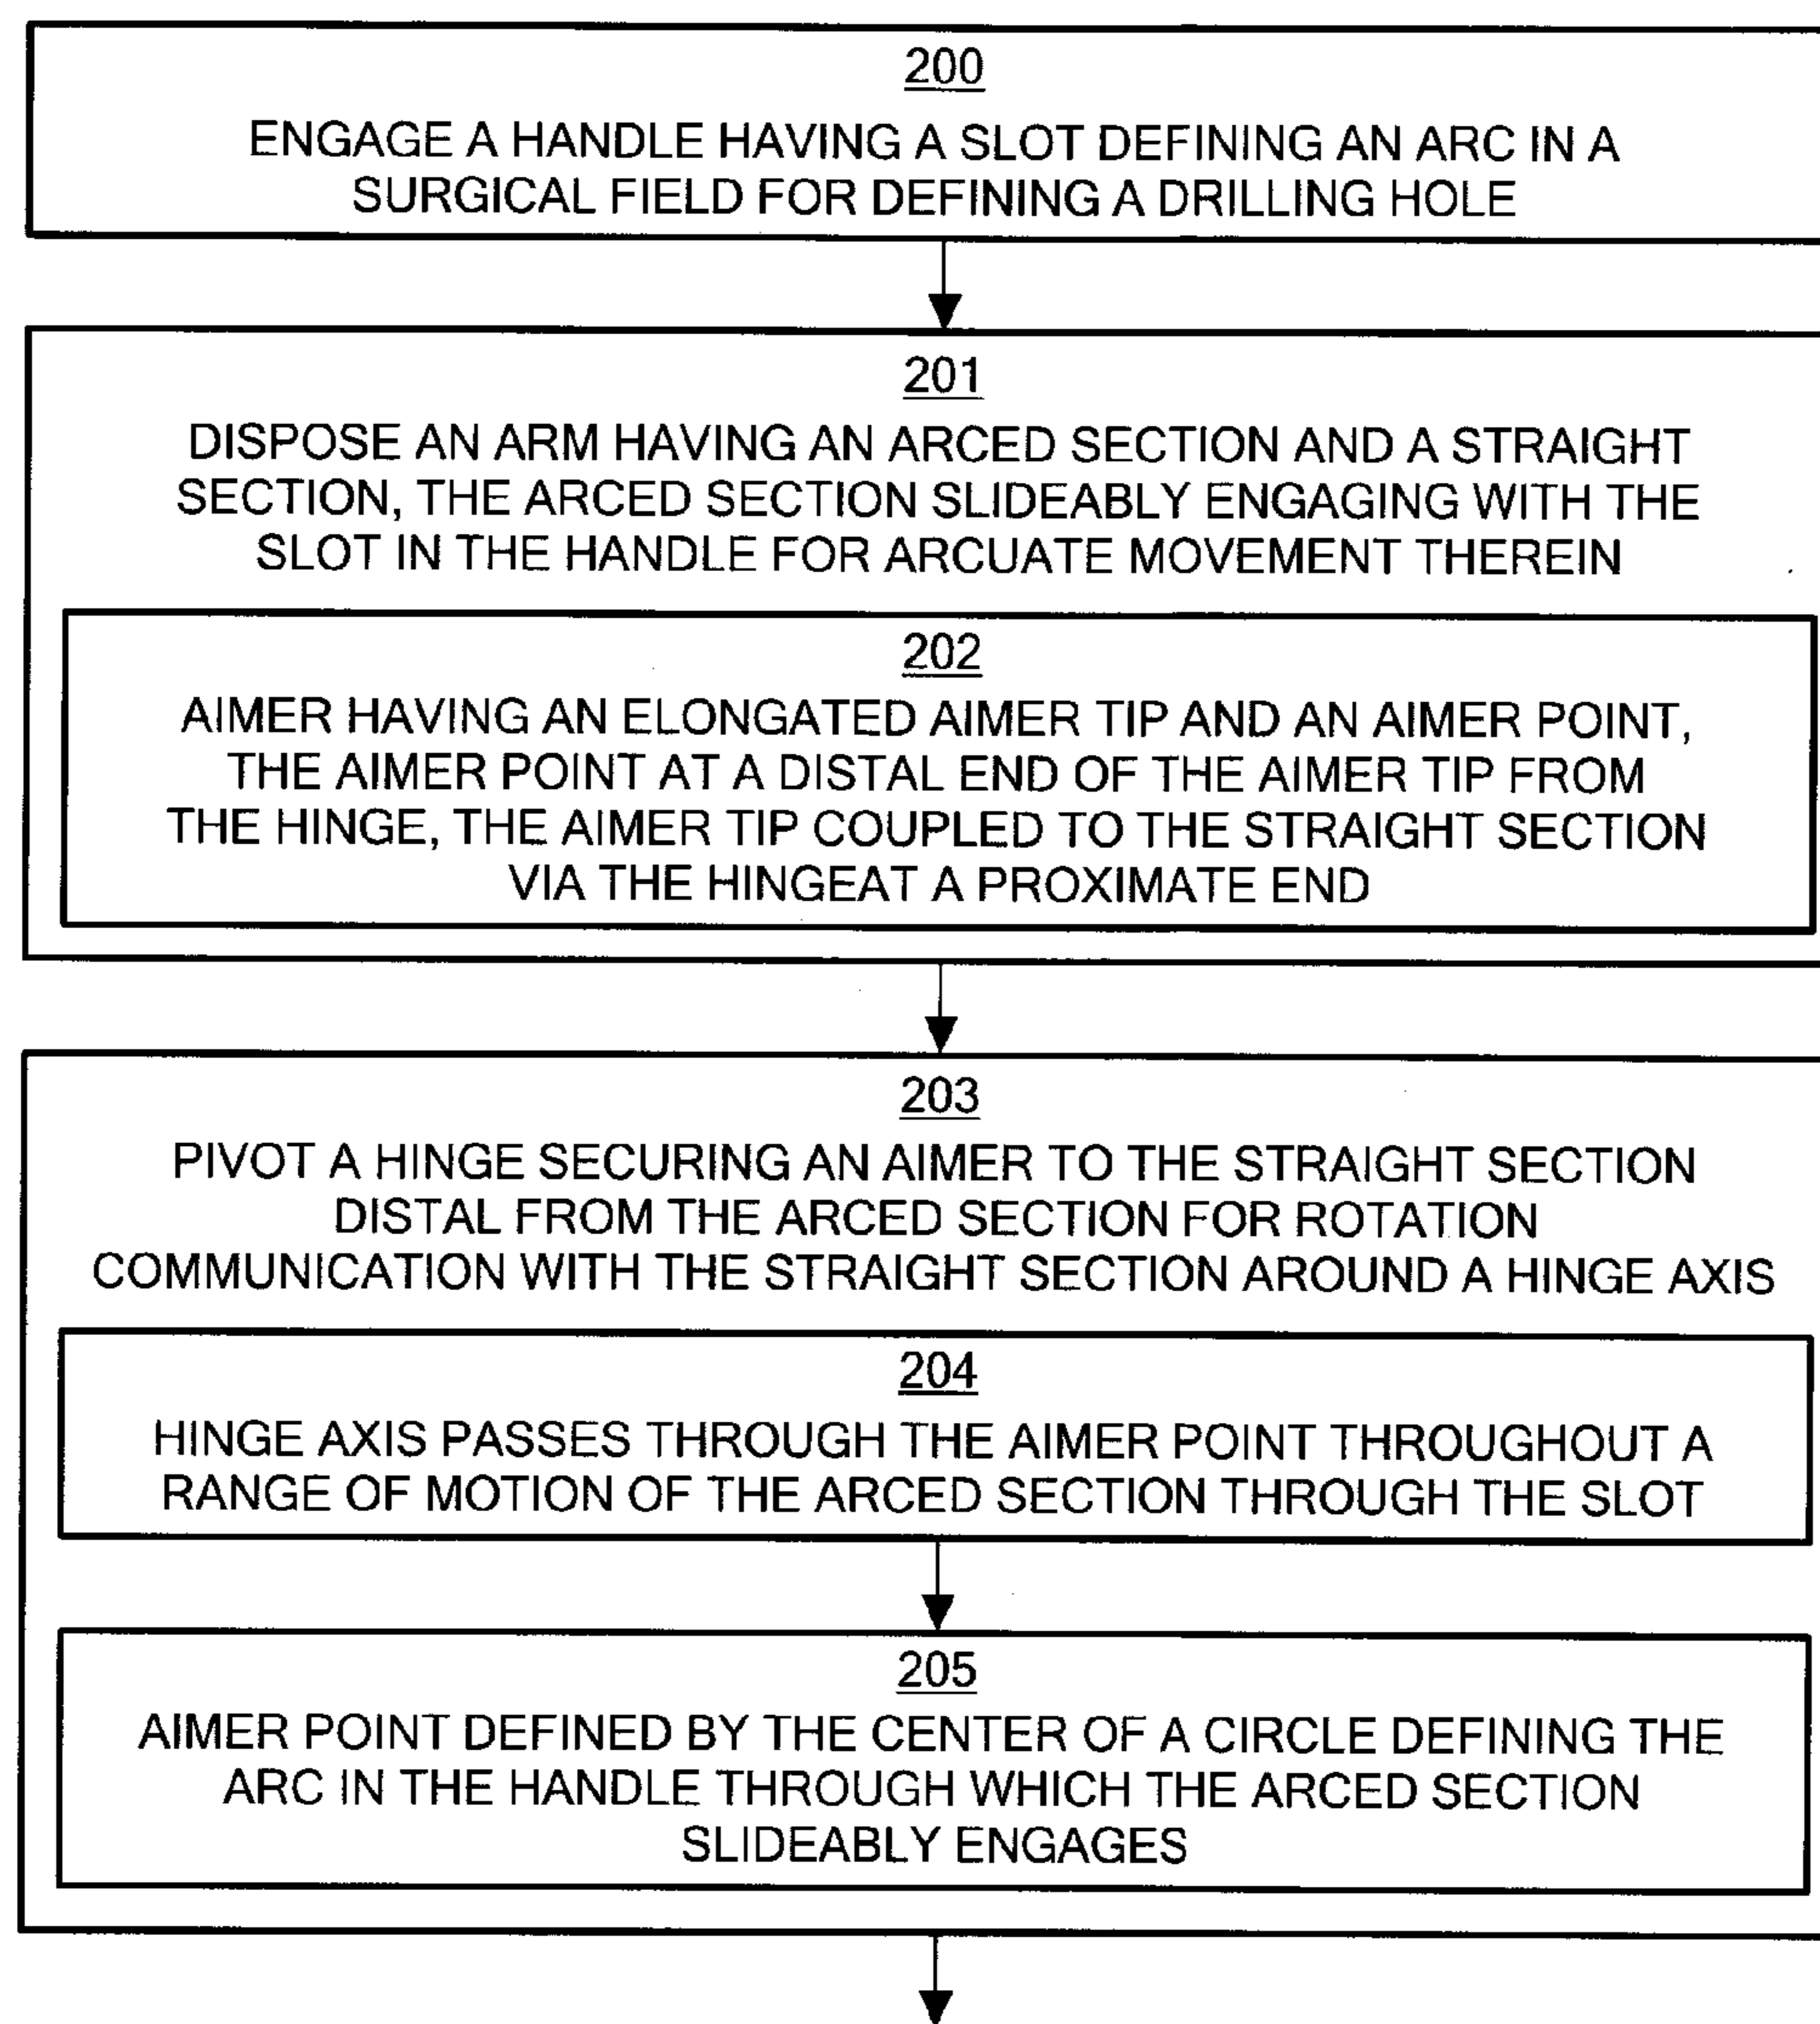 200
ENGAGE A HANDLE HAVING A SLOT DEFINING AN ARC IN A
SURGICAL FIELD FOR DEFINING A DRILLING HOLE
201
DISPOSE AN ARM HAVING AN ARCED SECTION AND A STRAIGHT
SECTION, THE ARCED SECTION SLIDEABLY ENGAGING WITH THE
SLOT IN THE HANDLE FOR ARCUATE MOVEMENT THEREIN
202
AIMER HAVING AN ELONGATED AIMER TIP AND AN AIMER POINT,
THE AIMER POINT AT A DISTAL END OF THE AIMER TIP FROM
THE HINGE, THE AIMER TIP COUPLED TO THE STRAIGHT SECTION
VIA THE HINGEAT A PROXIMATE END
203
PIVOT A HINGE SECURING AN AIMER TO THE STRAIGHT SECTION
DISTAL FROM THE ARCED SECTION FOR ROTATION
COMMUNICATION WITH THE STRAIGHT SECTION AROUND A HINGE AXIS
204
HINGE AXIS PASSES THROUGH THE AIMER POINT THROUGHOUT A
RANGE OF MOTION OF THE ARCED SECTION THROUGH THE SLOT
205
AIMER POINT DEFINED BY THE CENTER OF A CIRCLE DEFINING THE
ARC IN THE HANDLE THROUGH WHICH THE ARCED SECTION
SLIDEABLY ENGAGES